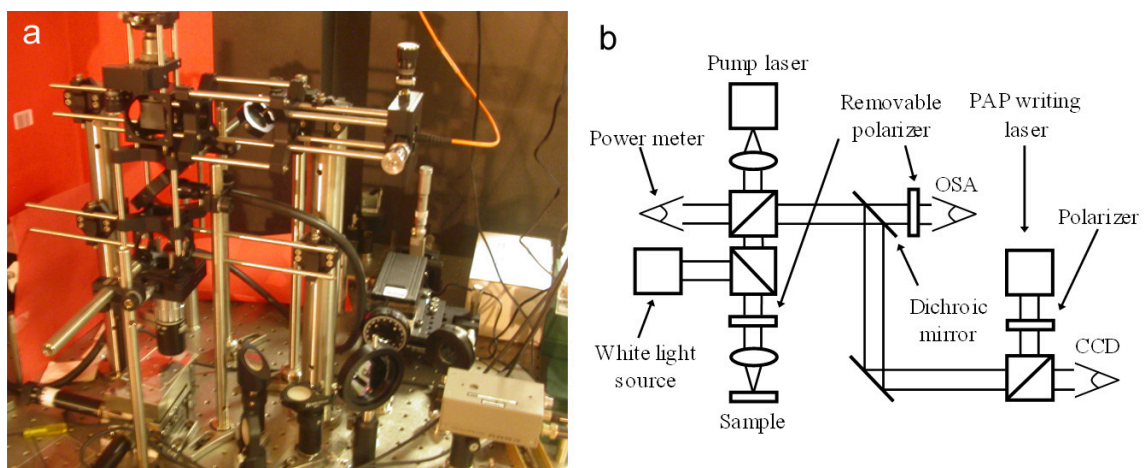 a
b
Pump laser
Removable
polarizer
PAP writing
laser
Power meter
OSA
Polarizer
Dichroic
mirror
White light
source
CCD
Sample